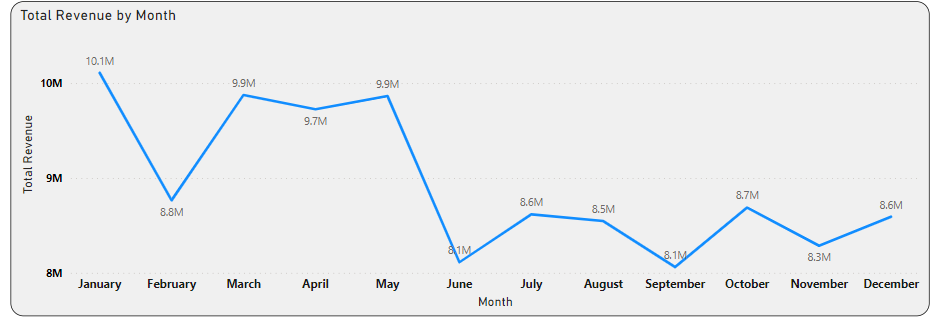 Total Revenue by Month
10.1M
9.9M
9.9M
10M
9.7M
Total Revenue
9M
8.8M
8.7M
8.6M
8.6M
8.5M
8.1M
8.1M
8.3M
8M
January February March April May June July August September October November December
Month